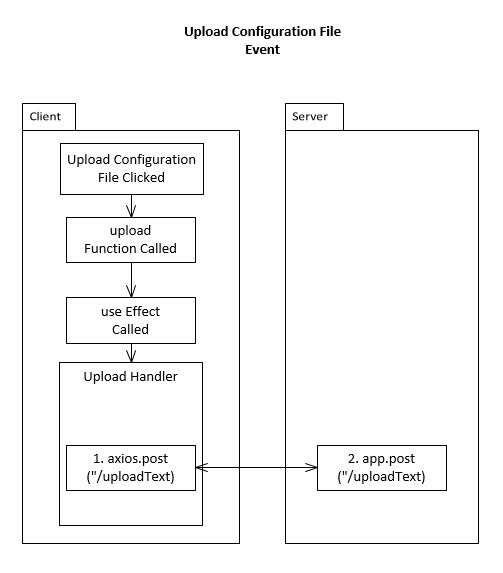 Upload Configuration File
Event
Client
Server
Upload Configuration
File Clicked
upload
Function Called
use Effect
Called
Upload Handler
1. axios.post
("/uploadText)
2. app.post
("/uploadText)